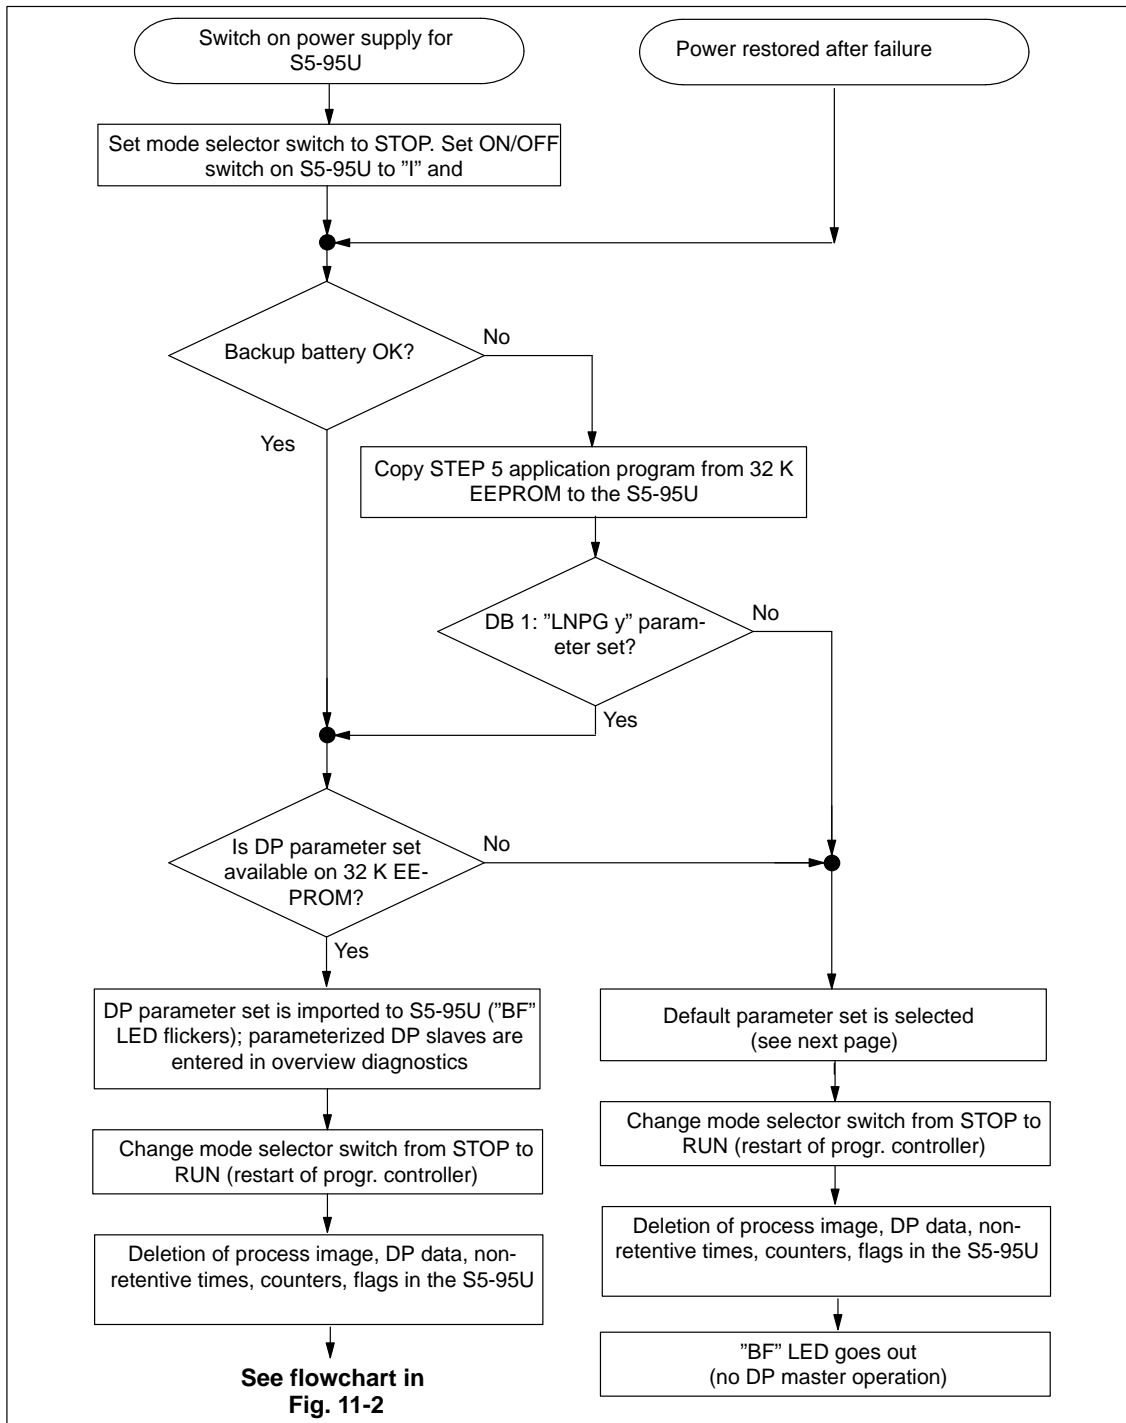 Switch on power supply for
S5-95U
Power restored after failure
Set mode selector switch to STOP. Set ON/OFF
switch on S5-95U to ”I” and
Backup battery OK?
No
Yes
Copy STEP 5 application program from 32 K
EEPROM to the S5-95U
DB 1: ”LNPG y” param-
eter set?
No
Yes
Is DP parameter set
available on 32 K EE-
PROM?
No
Yes
DP parameter set is imported to S5-95U (”BF”
LED flickers); parameterized DP slaves are
entered in overview diagnostics
Default parameter set is selected
(see next page)
Change mode selector switch from STOP to
RUN (restart of progr. controller)
Change mode selector switch from STOP to
RUN (restart of progr. controller)
Deletion of process image, DP data, non-
retentive times, counters, flags in the S5-95U
Deletion of process image, DP data, non-
retentive times, counters, flags in the S5-95U
See flowchart in
Fig. 11-2
”BF” LED goes out
(no DP master operation)